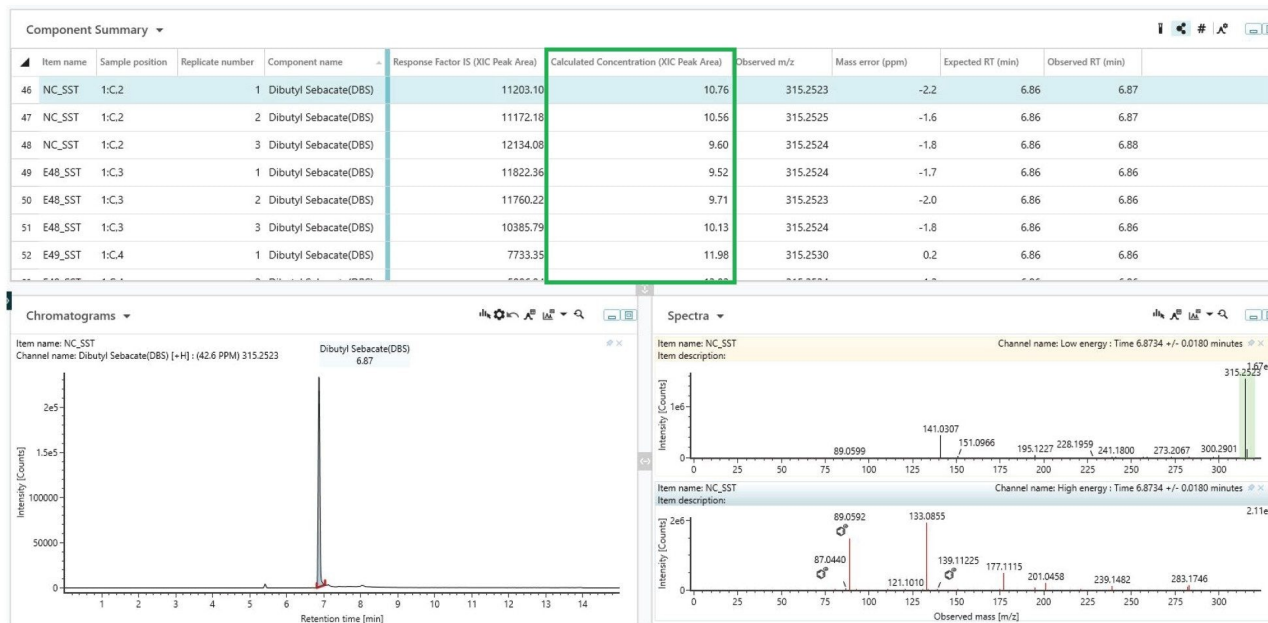 Component Summary
Item name Sample position Replicate number Component name Response Factor IS (XIC Peak Area) Calculated Concentration (XIC Peak Area) Observed m/z Mass error (ppm) Expected RT (min) Observed RT (min)
46 NC_SST 1:C,2 1 Dibutyl Sebacate(DBS) 11203.10 10.76 315.2523 -2.2 6.86 6.87
47 NC_SST 1:C,2 2 Dibutyl Sebacate(DBS) 11172.18 10.56 315.2525 -1.6 6.86 6.87
48 NC_SST 1:C,2 3 Dibutyl Sebacate(DBS) 12134.08 9.60 315.2524 -1.8 6.86 6.88
49 E48_SST 1:C,3 1 Dibutyl Sebacate(DBS) 11822.36 9.52 315.2524 -1.7 6.86 6.86
50 E48_SST 1:C,3 2 Dibutyl Sebacate(DBS) 11760.22 9.71 315.2523 -2.0 6.86 6.86
51 E48_SST 1:C,3 3 Dibutyl Sebacate(DBS) 10385.79 10.13 315.2524 -1.8 6.86 6.86
52 E49_SST 1:C,4 1 Dibutyl Sebacate(DBS) 7733.35 11.98 315.2530 0.2 6.86 6.86
Chromatograms
Item name: NC_SST
Channel name: Dibutyl Sebacate(DBS) [+H] : (42.6 PPM) 315.2523
Dibutyl Sebacate(DBS)
6.87
Intensity [Counts]
2e5
1.5e5
100000
50000
0
1 2 3 4 5 6 7 8 9 10 11 12 13 14
Retention time [min]
Spectra
Item name: NC_SST Channel name: Low energy : Time 6.8734 +/- 0.0180 minutes
Item description:
1.67e
315.2523
Intensity [Counts]
1e6
0
89.0599 141.0307 151.0966 195.1227 228.1959 241.1800 273.2067 300.2901
0 25 50 75 100 125 150 175 200 225 250 275 300
Item name: NC_SST Channel name: High energy : Time 6.8734 +/- 0.0180 minutes
Item description:
2.11e
Intensity [Counts]
2e6
0
87.0440 89.0592 121.1010 133.0855 139.11225 177.1115 201.0458 239.1482 283.1746
0 25 50 75 100 125 150 175 200 225 250 275 300
Observed mass [m/z]